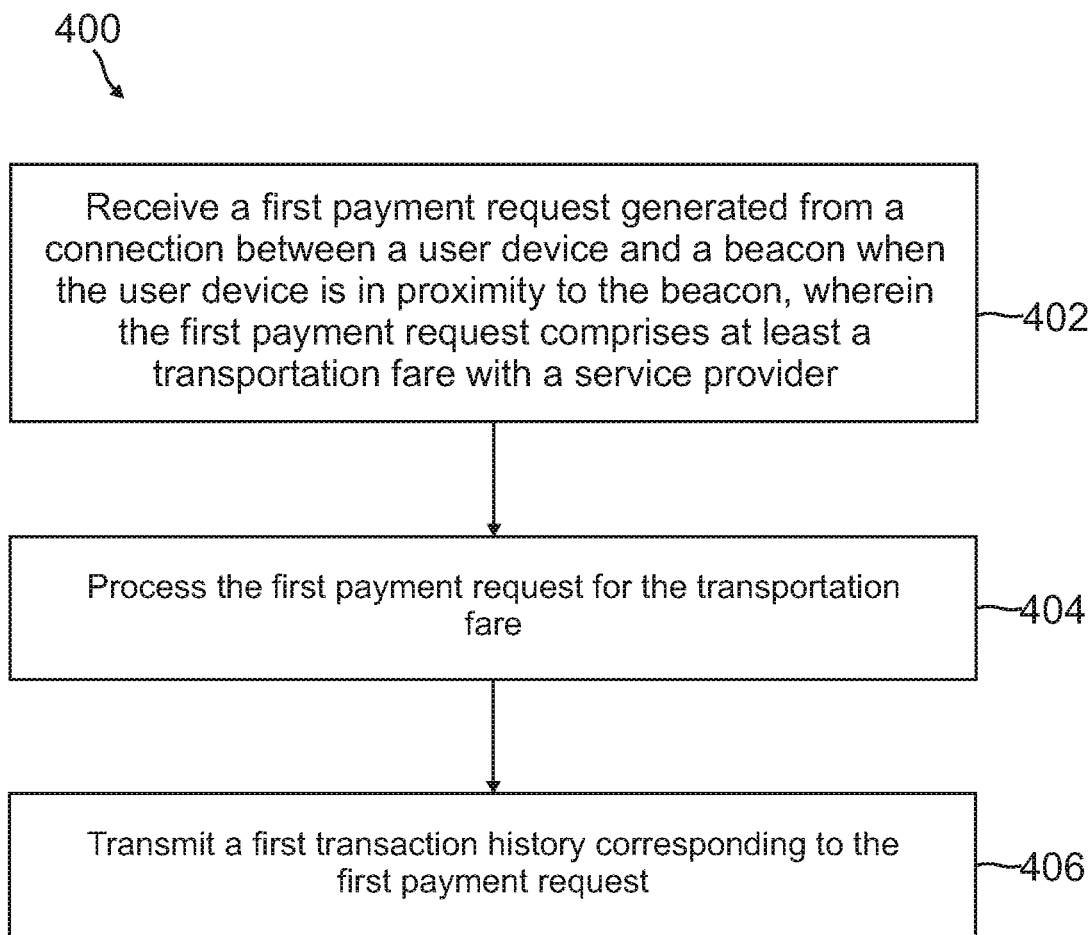 400
Receive a first payment request generated from a
connection between a user device and a beacon when
the user device is in proximity to the beacon, wherein
the first payment request comprises at least a
transportation fare with a service provider
402
Process the first payment request for the transportation
fare
404
Transmit a first transaction history corresponding to the
first payment request
406